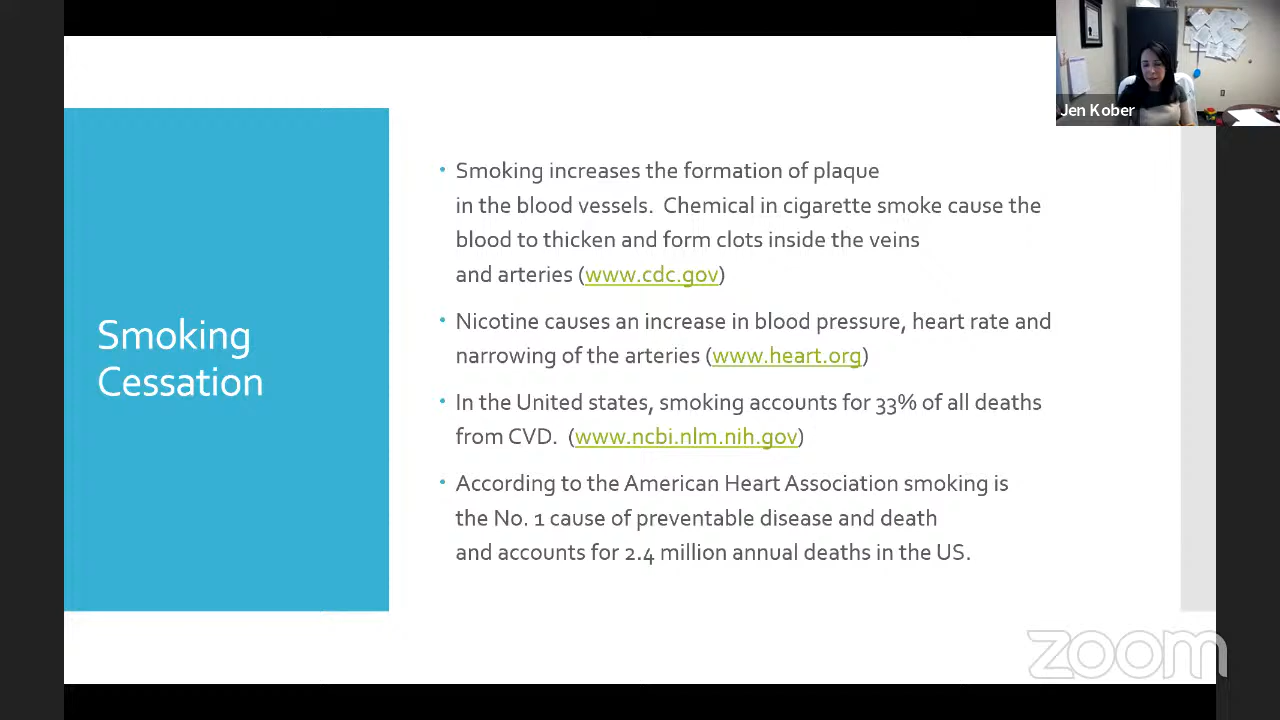 Jen Kober
Smoking
Cessation
• Smoking increases the formation of plaque
in the blood vessels.  Chemical in cigarette smoke cause the
blood to thicken and form clots inside the veins
and arteries (www.cdc.gov)
• Nicotine causes an increase in blood pressure, heart rate and
narrowing of the arteries (www.heart.org)
• In the United states, smoking accounts for 33% of all deaths
from CVD.  (www.ncbi.nlm.nih.gov)
• According to the American Heart Association smoking is
the No. 1 cause of preventable disease and death
and accounts for 2.4 million annual deaths in the US.
zoom